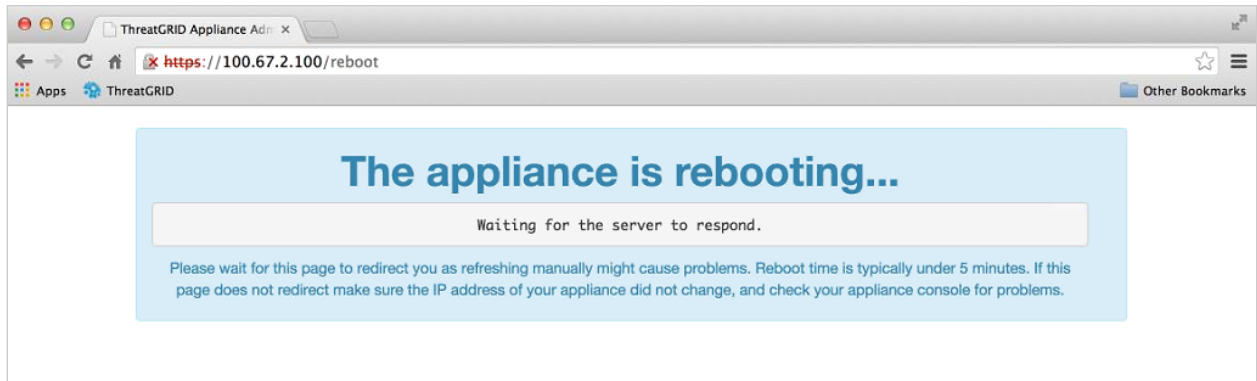 ThreatGRID Appliance Adm
https://100.67.2.100/reboot
Apps ThreatGRID Other Bookmarks
The appliance is rebooting...
Waiting for the server to respond.
Please wait for this page to redirect you as refreshing manually might cause problems. Reboot time is typically under 5 minutes. If this
page does not redirect make sure the IP address of your appliance did not change, and check your appliance console for problems.